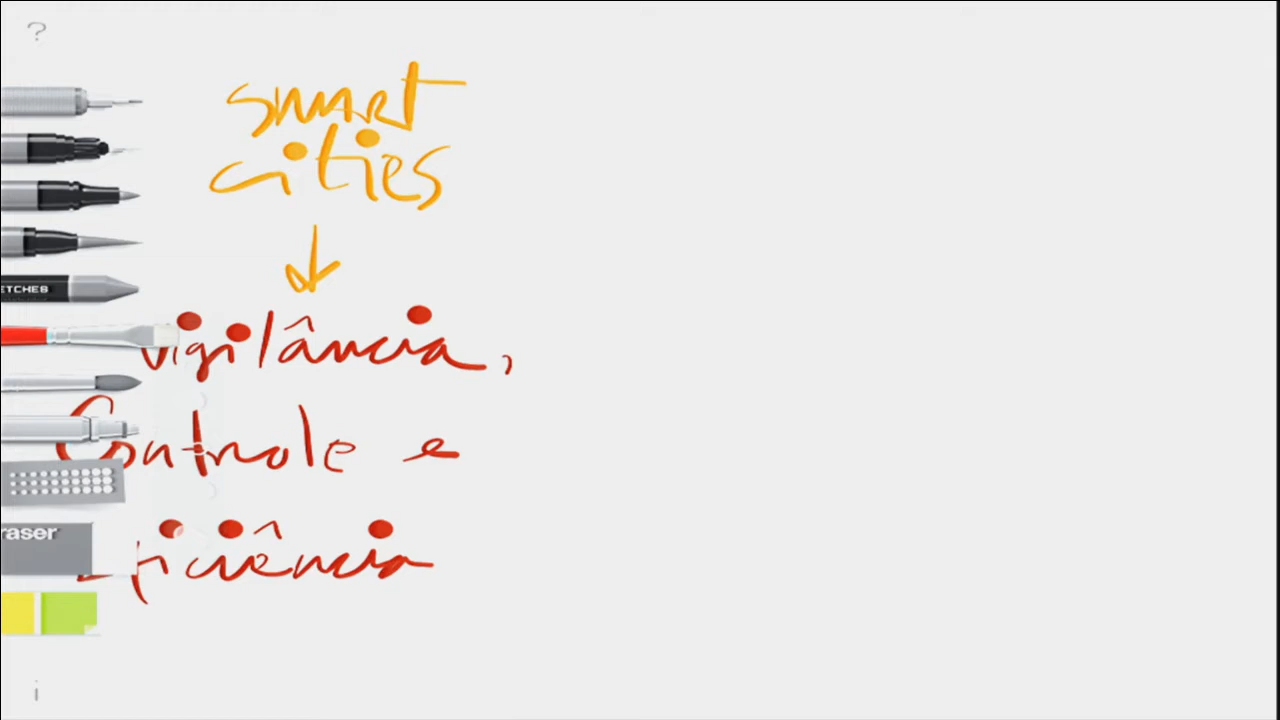 ?
smart
cities
ETCHES
vigilância,
Controle e
Eficiência
raser
i